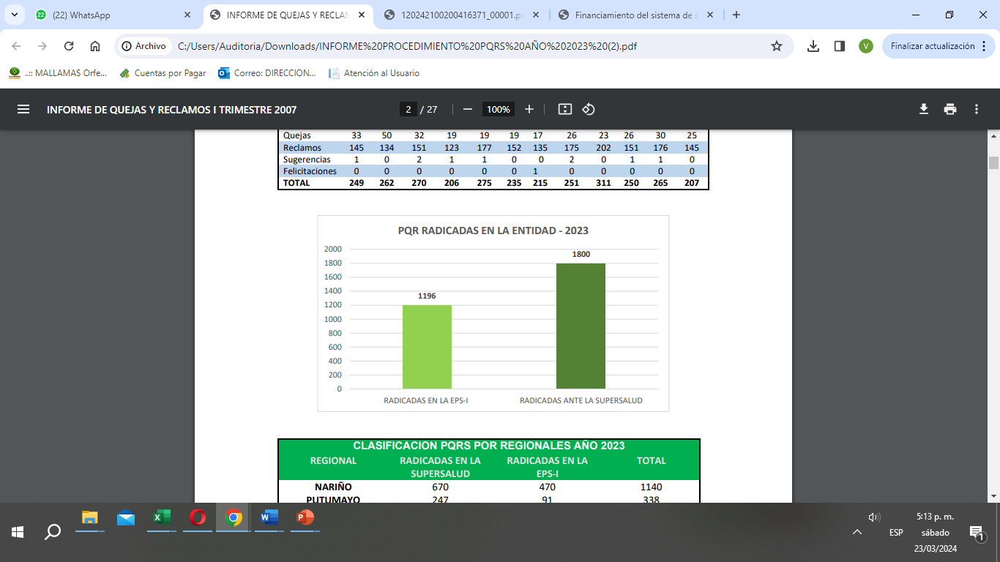 (22) WhatsApp
INFORME DE QUEJAS Y RECLAM
120242100200416371_00001.p
Financiamiento del sistema de s
Archivo
C:/Users/Auditoria/Downloads/INFORME%20PROCEDIMIENTO%20PQRS%20AÑO%202023%20(2).pdf
V
Finalizar actualización
..:: MALLAMAS Orfe...
Cuentas por Pagar
Correo: DIRECCION...
Atención al Usuario
INFORME DE QUEJAS Y RECLAMOS I TRIMESTRE 2007
2 / 27
100%
Quejas 33 50 32 19 19 19 17 26 23 26 30 25
Reclamos 145 134 151 123 177 152 135 175 202 151 176 145
Sugerencias 1 0 2 1 1 0 0 2 0 1 1 0
Felicitaciones 0 0 0 0 0 0 1 0 0 0 0 0
TOTAL 249 262 270 206 275 235 215 251 311 250 265 207
PQR RADICADAS EN LA ENTIDAD - 2023
2000
1800
1600
1400
1200
1000
800
600
400
200
0
1196
1800
RADICADAS EN LA EPS-I
RADICADAS ANTE LA SUPERSALUD
CLASIFICACION PQRS POR REGIONALES AÑO 2023
REGIONAL RADICADAS EN LA SUPERSALUD RADICADAS EN LA EPS-I TOTAL
NARIÑO 670 470 1140
PUTUMAYO 247 91 338
ESP
5:13 p. m.
sábado
23/03/2024
1